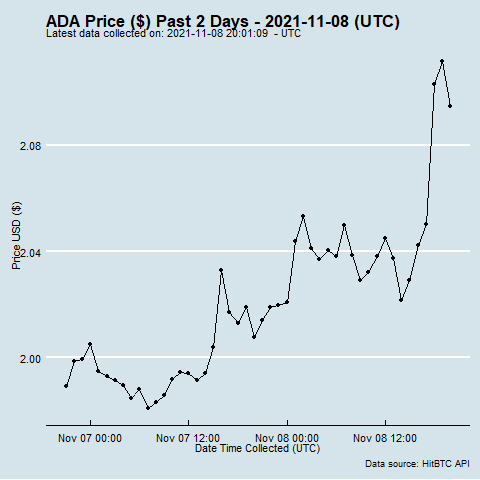 ADA Price ($) Past 2 Days - 2021-11-08 (UTC)
Latest data collected on: 2021-11-08 20:01:09 - UTC
2.08
2.04
2.00
Price USD ($)
Nov 07 00:00 Nov 07 12:00 Nov 08 00:00 Nov 08 12:00
Date Time Collected (UTC)
Data source: HitBTC API